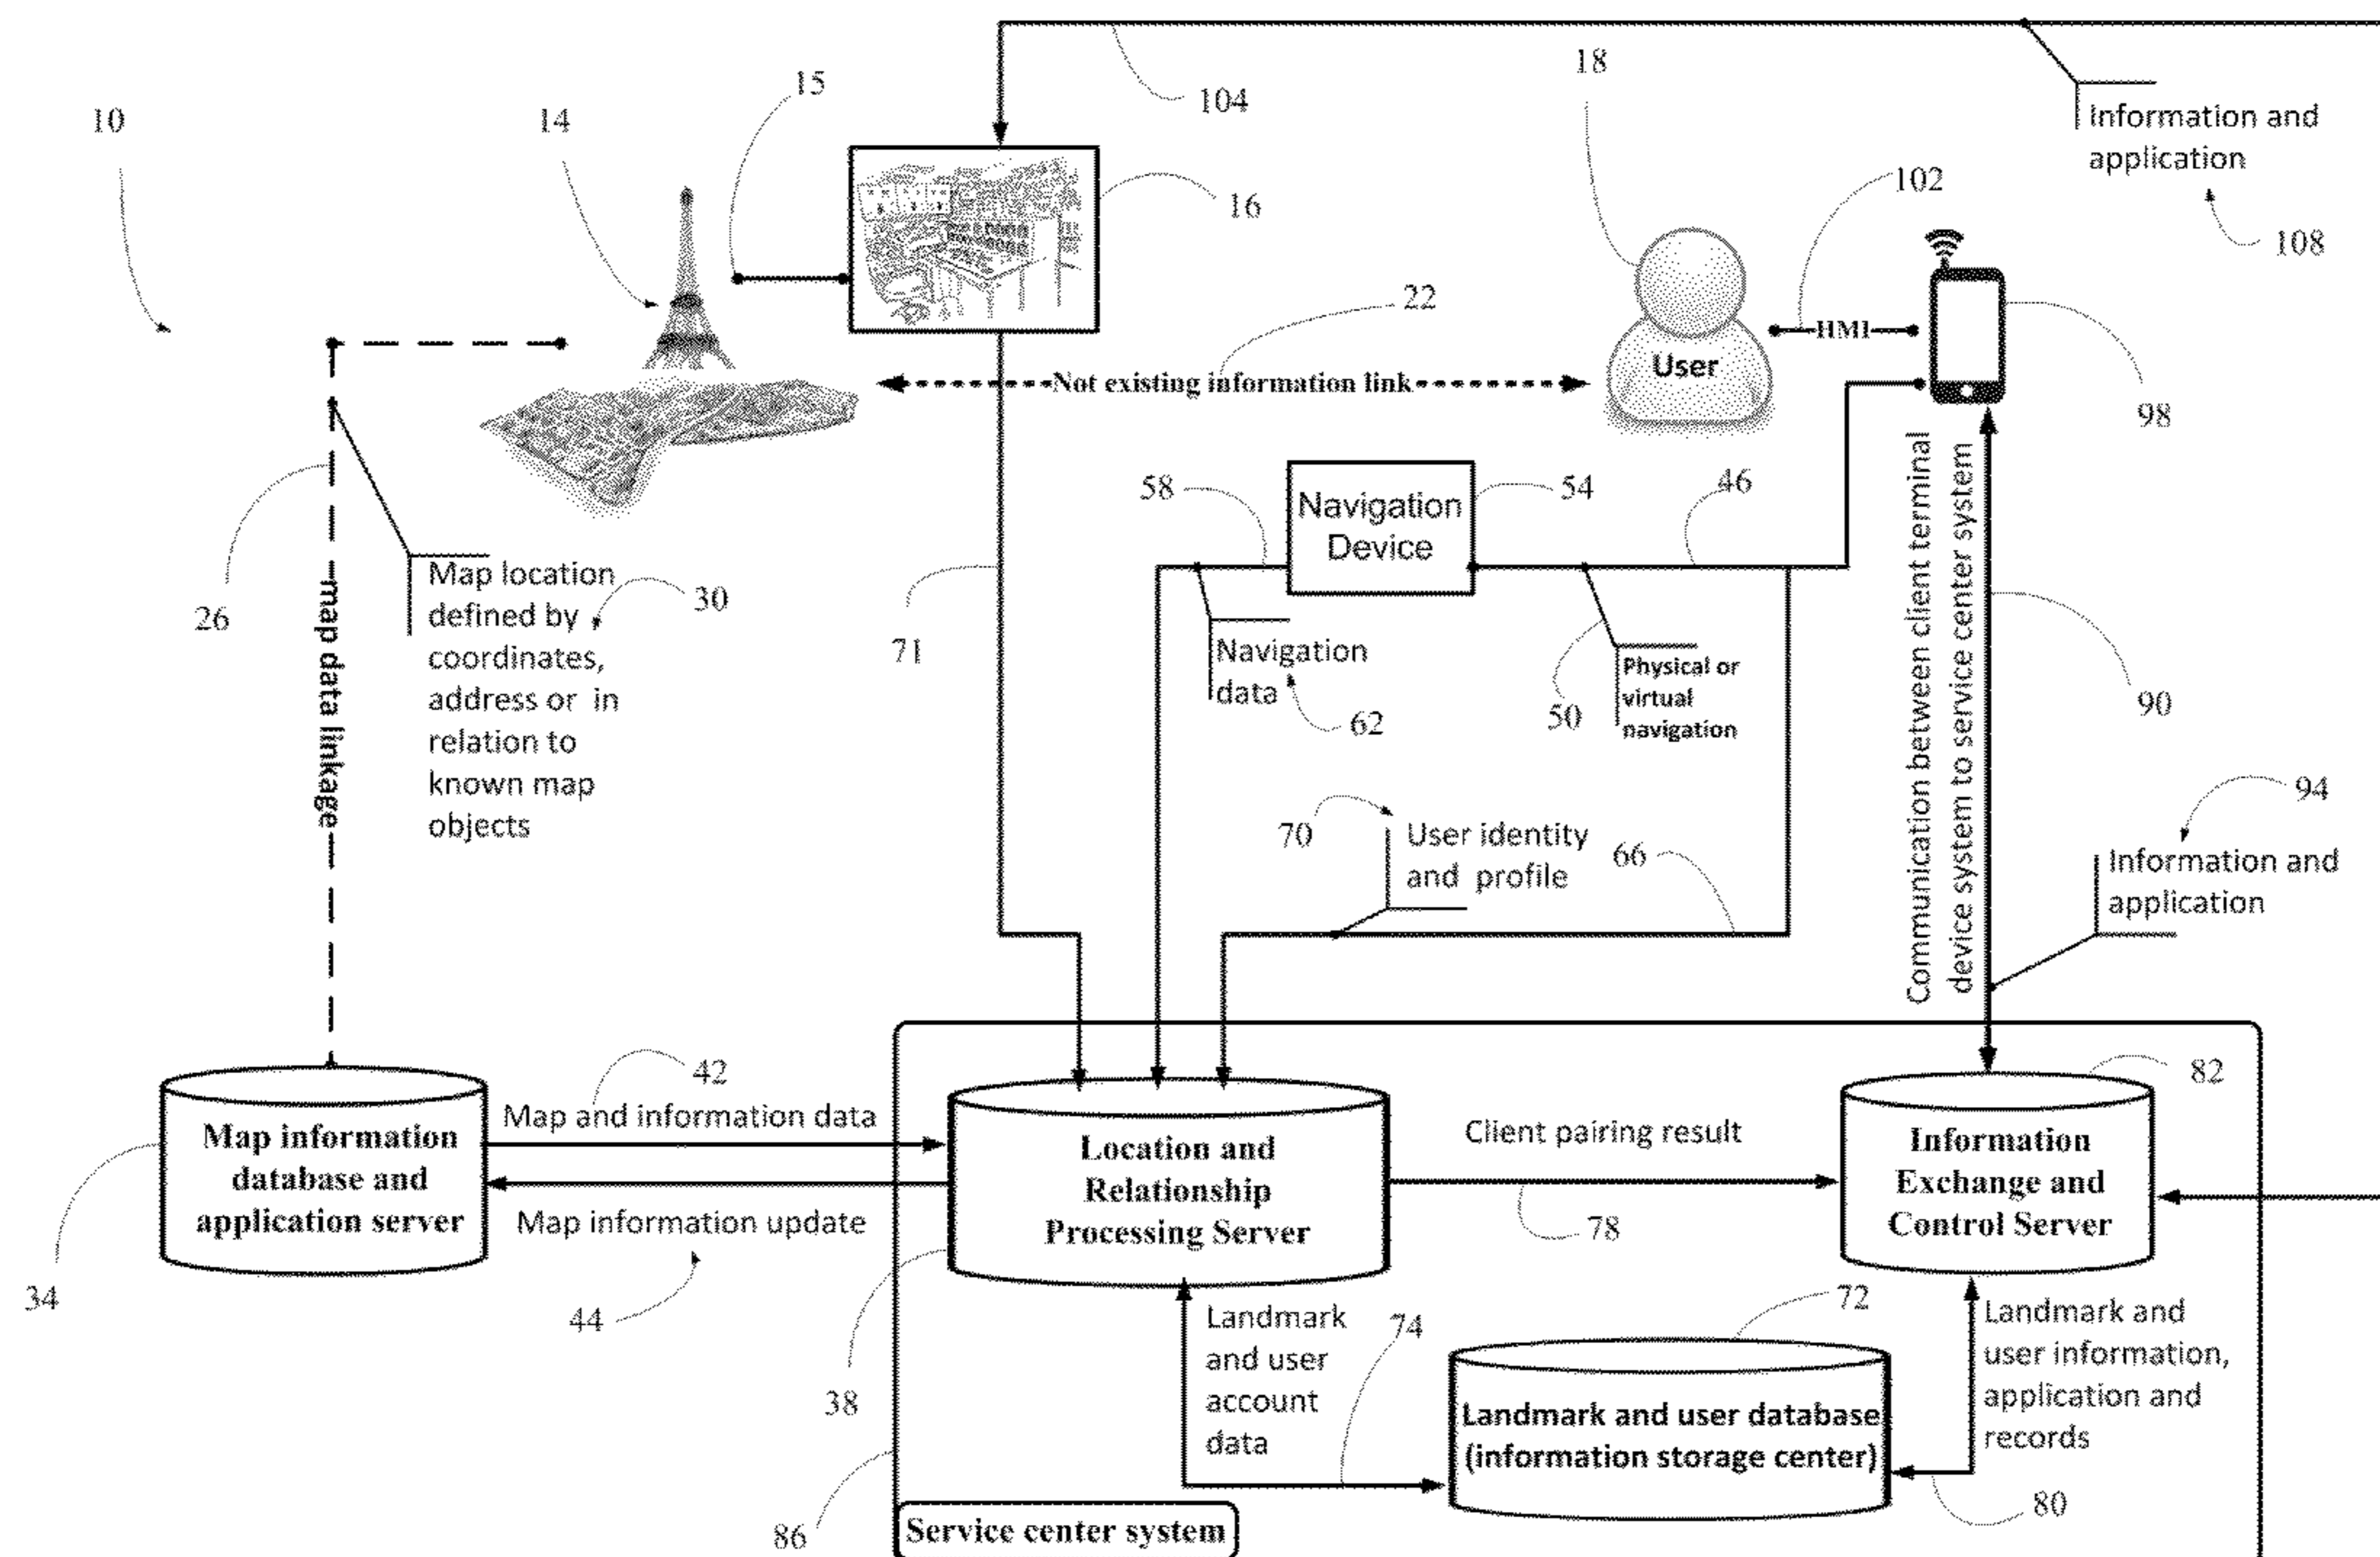 10
14
15
104
16
18
102
Information and
application
108
22
HMI
User
Not existing information link
98
26
map data linkage
Map location
defined by
coordinates,
address or in
relation to
known map
objects
30
71
58
Navigation
Device
54
46
Navigation
data
62
50
Physical or
virtual
navigation
Communication between client terminal
device system to service center system
90
70
User identity
and profile
66
94
Information and
application
42
Map and information data
Map information
database and
application server
34
Map information update
44
Location and
Relationship
Processing Server
38
Client pairing result
78
82
Information
Exchange and
Control Server
Landmark
and user
account
data
74
72
Landmark and user database
(information storage center)
Landmark and
user information,
application and
records
80
86
Service center system